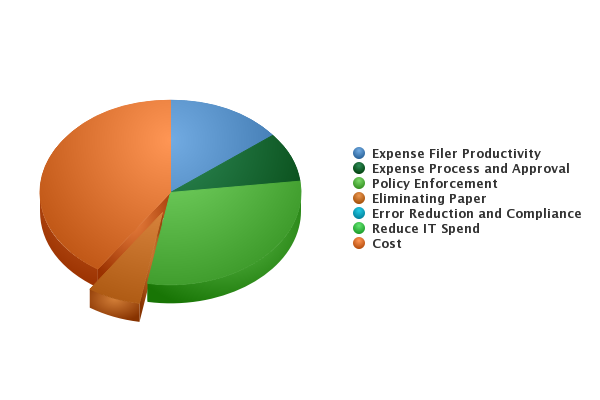 Expense Filer Productivity
Expense Process and Approval
Policy Enforcement
Eliminating Paper
Error Reduction and Compliance
Reduce IT Spend
Cost